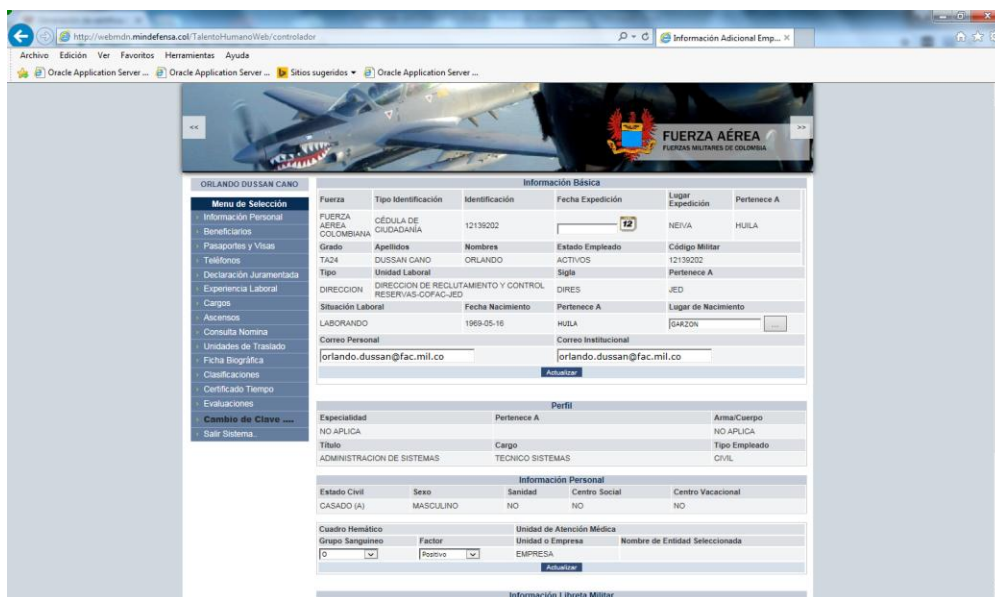 http://webmdn.mindefensa.col/TalentoHumanoWeb/controlador
Información Adicional Emp...
Archivo Edición Ver Favoritos Herramientas Ayuda
Oracle Application Server ... Oracle Application Server ... Sitios sugeridos Oracle Application Server ...
<< >>
FUERZA AÉREA
FUERZAS MILITARES DE COLOMBIA
ORLANDO DUSSAN CANO
Menu de Selección
Información Personal
Beneficiarios
Pasaportes y Visas
Teléfonos
Declaración Juramentada
Experiencia Laboral
Cargos
Ascensos
Consulta Nomina
Unidades de Traslado
Ficha Biográfica
Clasificaciones
Certificado Tiempo
Evaluaciones
Cambio de Clave ....
Salir Sistema..
Información Básica
Fuerza Tipo Identificación Identificación Fecha Expedición Lugar Expedición Pertenece A
FUERZA AEREA COLOMBIANA CÉDULA DE CIUDADANÍA 12139202 12 NEIVA HUILA
Grado Apellidos Nombres Estado Empleado Código Militar
TA24 DUSSAN CANO ORLANDO ACTIVOS 12139202
Tipo Unidad Laboral Sigla Pertenece A
DIRECCION DIRECCION DE RECLUTAMIENTO Y CONTROL RESERVAS-COFAC-JED DIRES JED
Situación Laboral Fecha Nacimiento Pertenece A Lugar de Nacimiento
LABORANDO 1969-05-16 HUILA GARZON ...
Correo Personal Correo Institucional
orlando.dussan@fac.mil.co orlando.dussan@fac.mil.co
Actualizar
Perfil
Especialidad Pertenece A Arma/Cuerpo
NO APLICA NO APLICA
Título Cargo Tipo Empleado
ADMINISTRACION DE SISTEMAS TECNICO SISTEMAS CIVIL
Información Personal
Estado Civil Sexo Sanidad Centro Social Centro Vacacional
CASADO (A) MASCULINO NO NO NO
Cuadro Hemático Unidad de Atención Médica
Grupo Sanguineo Factor Unidad o Empresa Nombre de Entidad Seleccionada
O Positivo EMPRESA
Actualizar
Información Libreta Militar